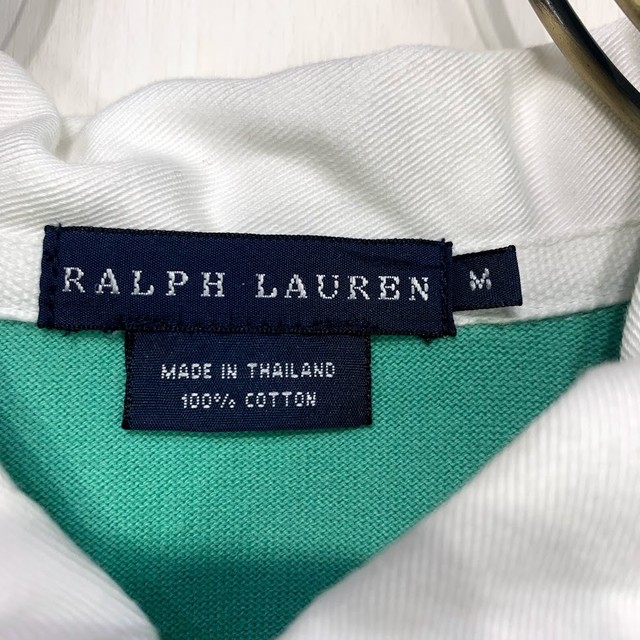 RALPH LAUREN M
MADE IN THAILAND
100% COTTON